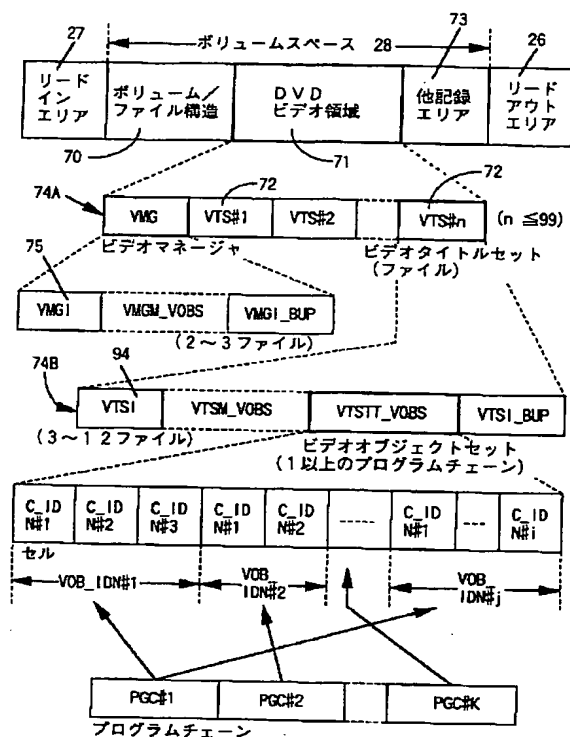 27
ボリュームスペース 28
73
26
リード
イン
エリア
ボリューム/
ファイル構造
DVD
ビデオ領域
他記録
エリア
リード
アウト
エリア
70
71
72
72
74A
VMG
VTS#1
VTS#2
VTS#n
(n ≦99)
ビデオマネージャ
ビデオタイトルセット
(ファイル)
75
VMGI
VMGM_VOBS
VMGI_BUP
(2～3ファイル)
74B
94
VTSI
VTSM_VOBS
VTSTT_VOBS
VTSI_BUP
(3～12ファイル)
ビデオオブジェクトセット
(1以上のプログラムチェーン)
C_ID
N#1
C_ID
N#2
C_ID
N#3
C_ID
N#1
C_ID
N#2
C_ID
N#1
C_ID
N#i
セル
VOB_IDN#1
VOB_
IDN#2
VOB_
IDN#j
PGC#1
PGC#2
PGC#K
プログラムチェーン